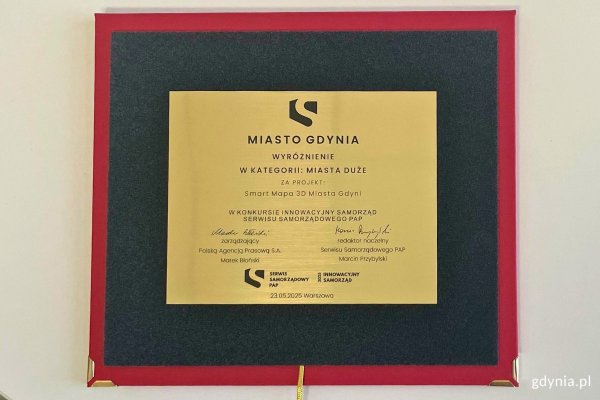 MIASTO GDYNIA
WYRÓŻNIENIE
W KATEGORII: MIASTA DUŻE
ZA PROJEKT:
Smart Mapa 3D Miasta Gdyni
W KONKURSIE INNOWACYJNY SAMORZĄD
SERWISU SAMORZĄDOWEGO PAP
zarządzający
Polską Agencją Prasową S.A.
Marek Błoński
redaktor naczelny
Serwisu Samorządowego PAP
Marcin Przybylski
SERWIS
SAMORZĄDOWY
PAP
2025 INNOWACYJNY
SAMORZĄD
23.05.2025 Warszawa
gdynia.pl